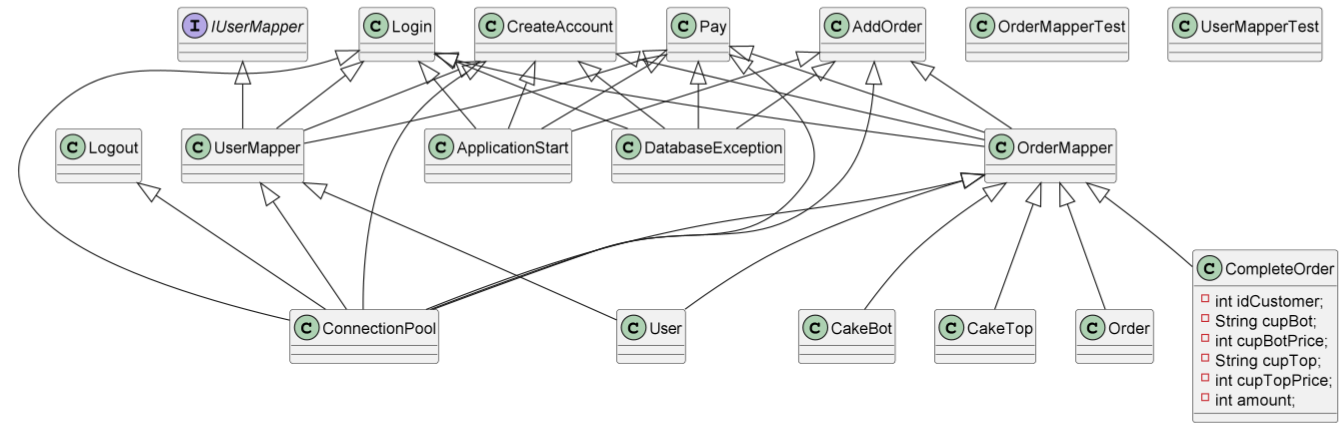 I IUserMapper
C Login
C CreateAccount
C Pay
C AddOrder
C OrderMapperTest
C UserMapperTest
C Logout
C UserMapper
C ApplicationStart
C DatabaseException
C OrderMapper
C ConnectionPool
C User
C CakeBot
C CakeTop
C Order
C CompleteOrder
int idCustomer;
String cupBot;
int cupBotPrice;
String cupTop;
int cupTopPrice;
int amount;